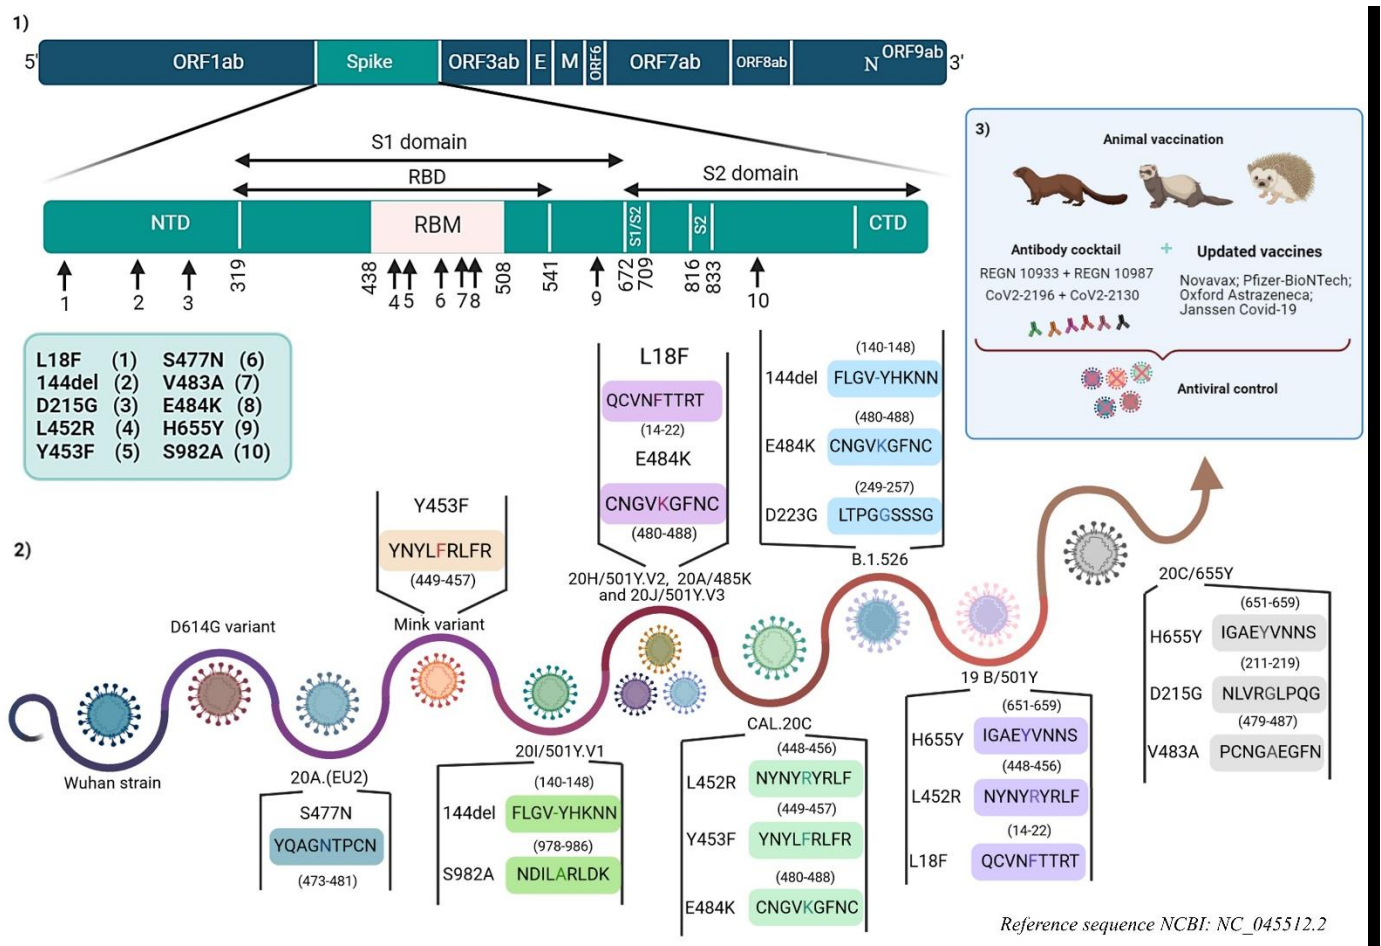 1)
5'
ORF1ab
Spike
ORF3ab
E
M
ORF6
ORF7ab
ORF8ab
N
ORF9ab
3'
S1 domain
RBD
S2 domain
NTD
RBM
S1/S2
S2
CTD
319
438
508
541
672
709
816
833
1
2
3
4
5
6
7
8
9
10
L18F (1) S477N (6)
144del (2) V483A (7)
D215G (3) E484K (8)
L452R (4) H655Y (9)
Y453F (5) S982A (10)
3)
Animal vaccination
Antibody cocktail
REGN 10933 + REGN 10987
CoV2-2196 + CoV2-2130
+
Updated vaccines
Novavax; Pfizer-BioNTech;
Oxford Astrazeneca;
Janssen Covid-19
Antiviral control
2)
Wuhan strain
D614G variant
20A.(EU2)
S477N
YQAGNTPCN
(473-481)
Y453F
YNYLFRLFR
(449-457)
Mink variant
20I/501Y.V1
(140-148)
144del FLGV-YHKNN
(978-986)
S982A NDILARLDK
L18F
QCVNFTTRT
(14-22)
E484K
CNGVKGFNC
(480-488)
20H/501Y.V2, 20A/485K
and 20J/501Y.V3
CAL.20C
(448-456)
L452R NYNYRYRLF
(449-457)
Y453F YNYLFRLFR
(480-488)
E484K CNGVKGFNC
(140-148)
144del FLGV-YHKNN
(480-488)
E484K CNGVKGFNC
(249-257)
D223G LTPGGSSSG
B.1.526
19 B/501Y
(651-659)
H655Y IGAEYVNNS
(448-456)
L452R NYNYRYRLF
(14-22)
L18F QCVNFTTRT
20C/655Y
(651-659)
H655Y IGAEYVNNS
(211-219)
D215G NLVRGLPQG
(479-487)
V483A PCNGAEGFN
Reference sequence NCBI: NC_045512.2